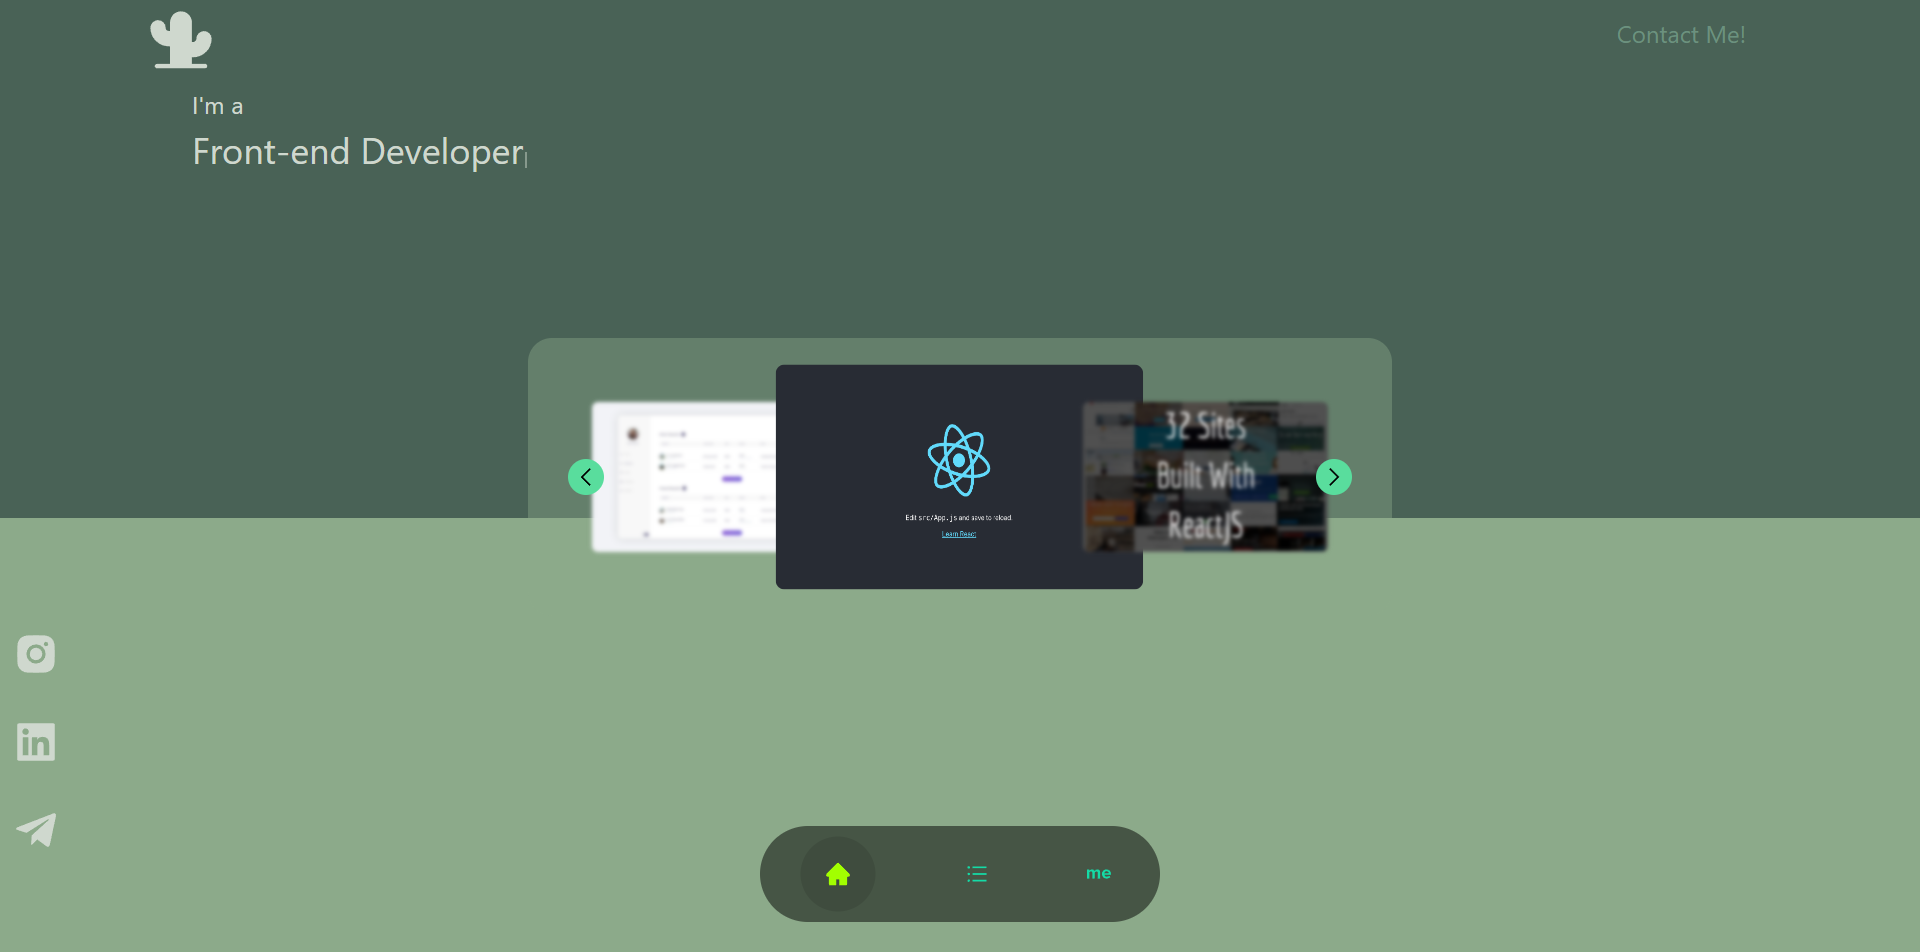 Contact Me!
I'm a
Front-end Developer
32 Sites
Built With
ReactJS
Edit src/App.js and save to reload.
Learn React
in
me